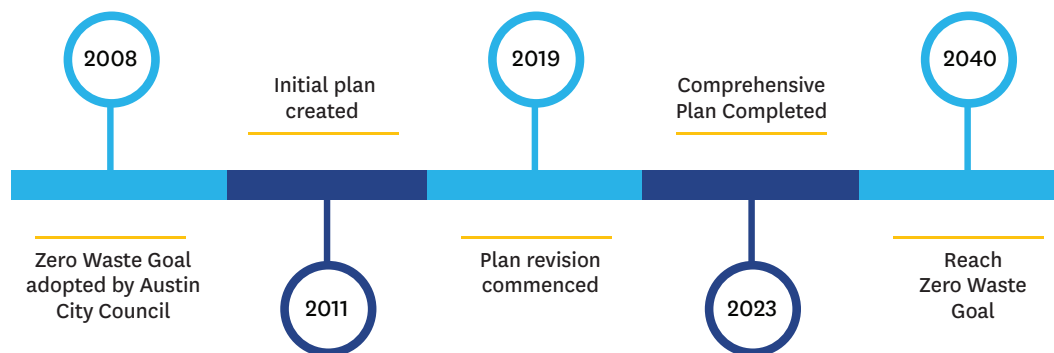 2008
Zero Waste Goal
adopted by Austin
City Council
Initial plan
created
2011
2019
Plan revision
commenced
Comprehensive
Plan Completed
2023
2040
Reach
Zero Waste
Goal